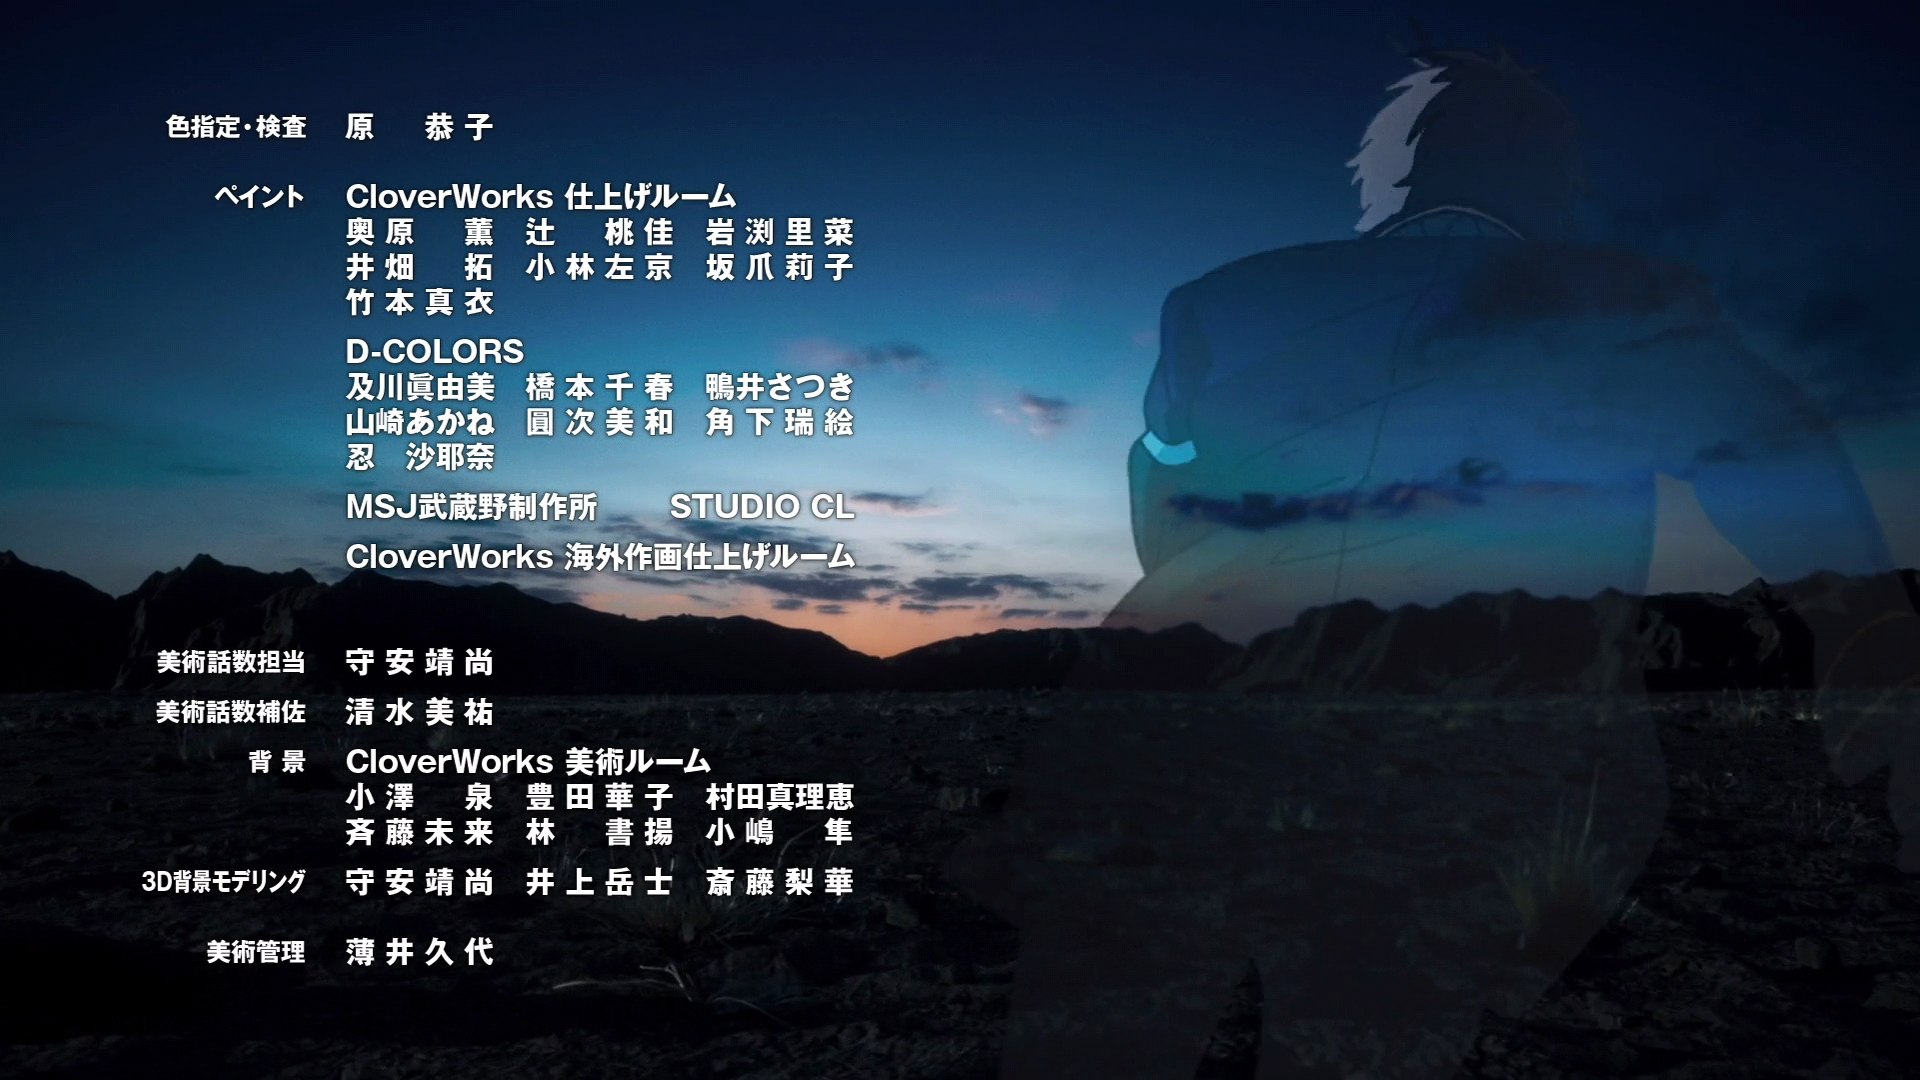 色指定・検査 原 恭子
ペイント CloverWorks 仕上げルーム
奥原 薫 辻 桃佳 岩渕里菜
井畑 拓 小林左京 坂爪莉子
竹本真衣
D-COLORS
及川眞由美 橋本千春 鴨井さつき
山崎あかね 圓次美和 角下瑞絵
忍 沙耶奈
MSJ武蔵野制作所 STUDIO CL
CloverWorks 海外作画仕上げルーム
美術話数担当 守安靖尚
美術話数補佐 清水美祐
背景 CloverWorks 美術ルーム
小澤 泉 豊田華子 村田真理恵
斉藤未来 林 書揚 小嶋 隼
3D背景モデリング 守安靖尚 井上岳士 斎藤梨華
美術管理 薄井久代